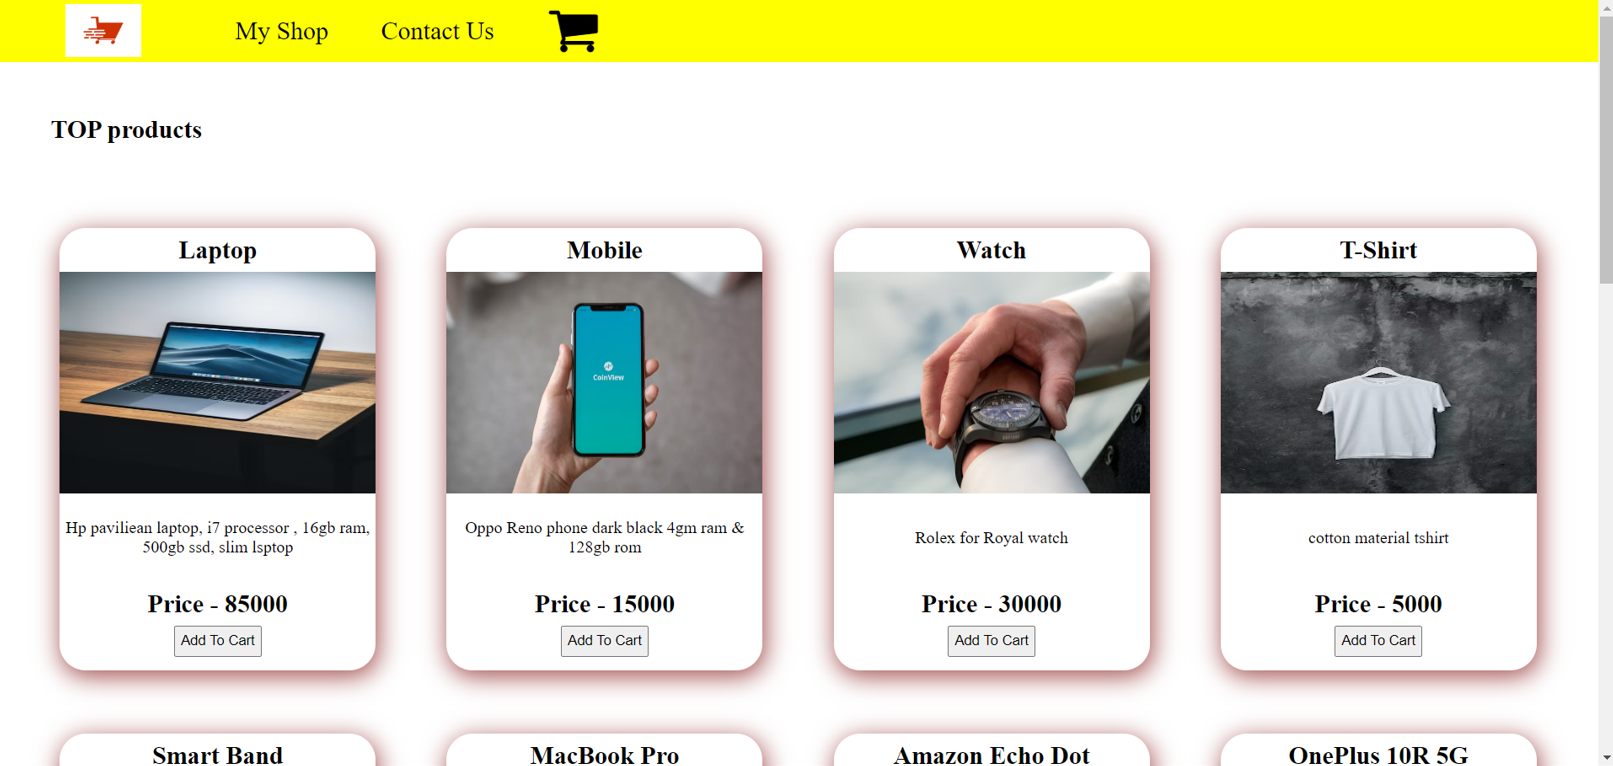 My Shop Contact Us
TOP products
Laptop
Mobile
Watch
T-Shirt
CoinView
Hp paviliean laptop, i7 processor , 16gb ram,
500gb ssd, slim lsptop
Oppo Reno phone dark black 4gm ram &
128gb rom
Rolex for Royal watch
cotton material tshirt
Price - 85000
Price - 15000
Price - 30000
Price - 5000
Add To Cart
Add To Cart
Add To Cart
Add To Cart
Smart Band
MacBook Pro
Amazon Echo Dot
OnePlus 10R 5G